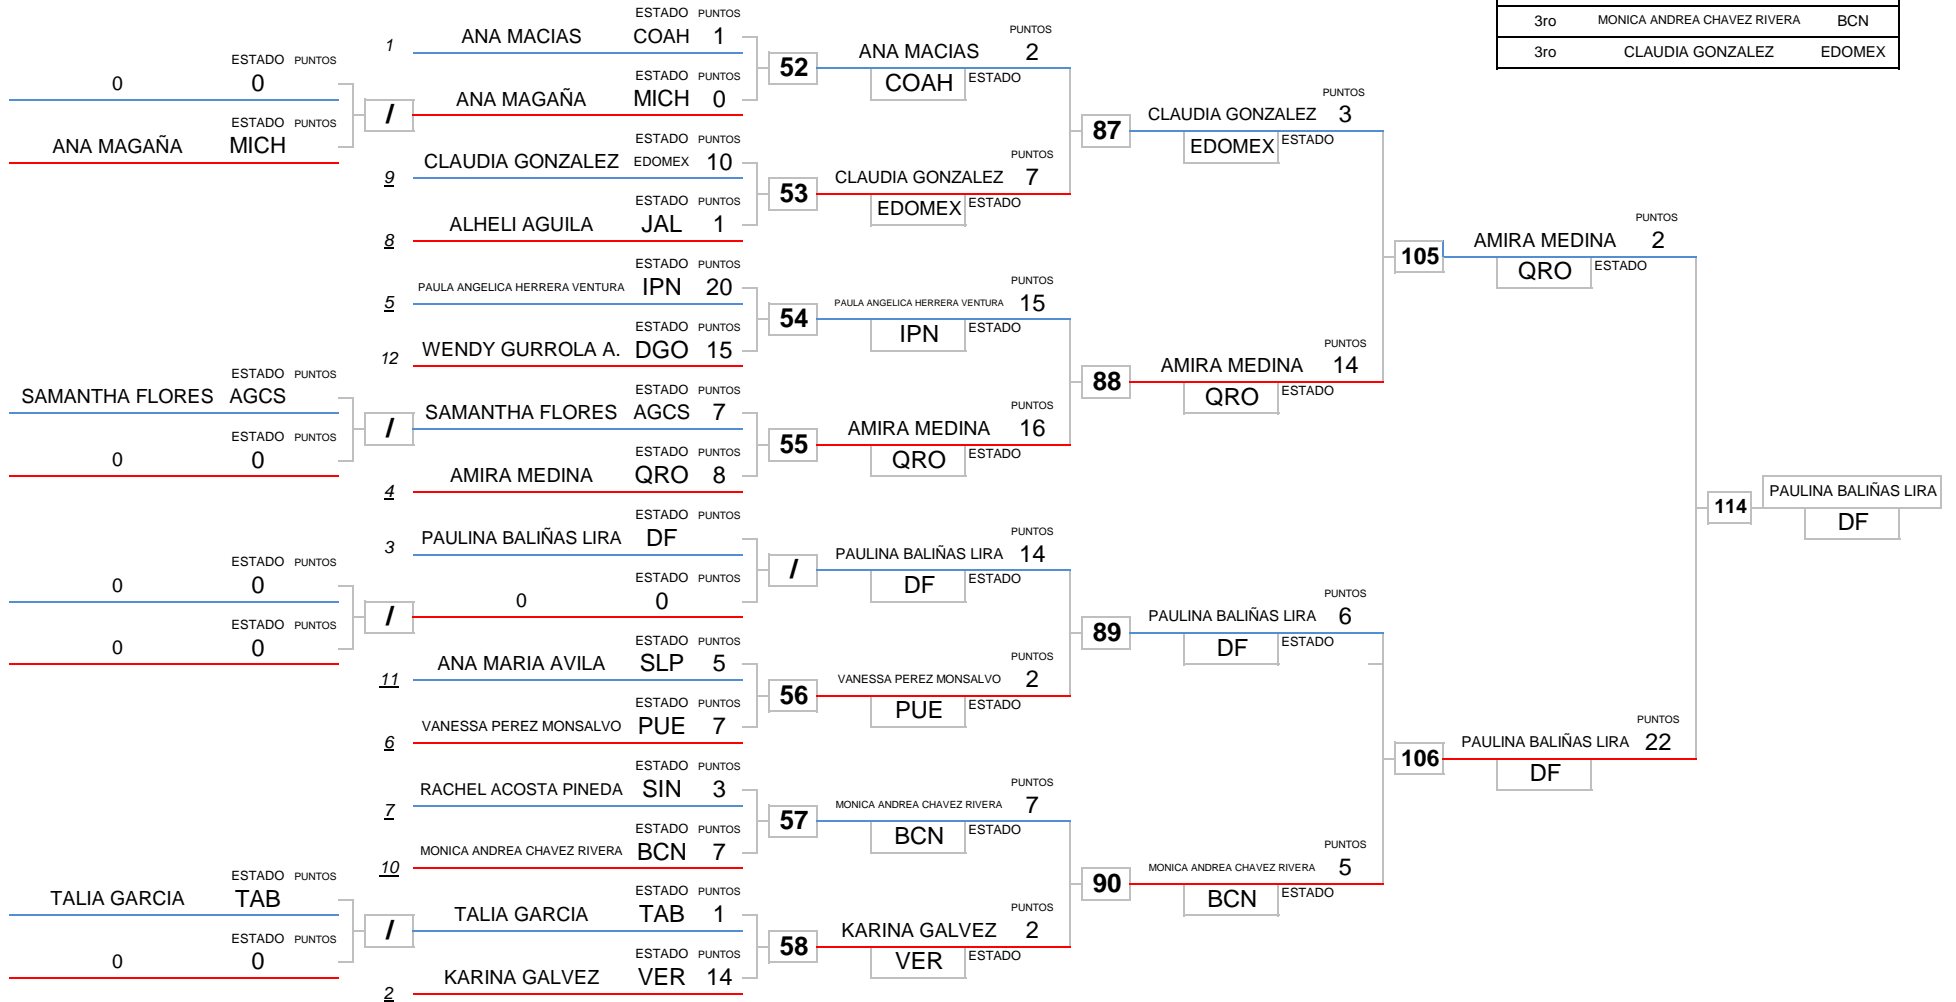 3ro MONICA ANDREA CHAVEZ RIVERA BCN
3ro CLAUDIA GONZALEZ EDOMEX
ESTADO PUNTOS
0 0
ESTADO PUNTOS
ANA MAGAÑA MICH
/
ESTADO PUNTOS
SAMANTHA FLORES AGCS
ESTADO PUNTOS
0 0
/
ESTADO PUNTOS
0 0
ESTADO PUNTOS
0 0
/
ESTADO PUNTOS
TALIA GARCIA TAB
ESTADO PUNTOS
0 0
/
ESTADO PUNTOS
1 ANA MACIAS COAH 1
ESTADO PUNTOS
ANA MAGAÑA MICH 0
52
ESTADO PUNTOS
9 CLAUDIA GONZALEZ EDOMEX 10
ESTADO PUNTOS
8 ALHELI AGUILA JAL 1
53
ESTADO PUNTOS
5 PAULA ANGELICA HERRERA VENTURA IPN 20
ESTADO PUNTOS
12 WENDY GURROLA A. DGO 15
54
ESTADO PUNTOS
SAMANTHA FLORES AGCS 7
ESTADO PUNTOS
4 AMIRA MEDINA QRO 8
55
ESTADO PUNTOS
3 PAULINA BALIÑAS LIRA DF
ESTADO PUNTOS
0 0
/
ESTADO PUNTOS
11 ANA MARIA AVILA SLP 5
ESTADO PUNTOS
6 VANESSA PEREZ MONSALVO PUE 7
56
ESTADO PUNTOS
7 RACHEL ACOSTA PINEDA SIN 3
ESTADO PUNTOS
10 MONICA ANDREA CHAVEZ RIVERA BCN 7
57
ESTADO PUNTOS
TALIA GARCIA TAB 1
ESTADO PUNTOS
2 KARINA GALVEZ VER 14
58
PUNTOS
ANA MACIAS 2
COAH ESTADO
PUNTOS
CLAUDIA GONZALEZ 7
EDOMEX ESTADO
87
PUNTOS
PAULA ANGELICA HERRERA VENTURA 15
IPN ESTADO
PUNTOS
AMIRA MEDINA 16
QRO ESTADO
88
PUNTOS
PAULINA BALIÑAS LIRA 14
DF ESTADO
PUNTOS
VANESSA PEREZ MONSALVO 2
PUE ESTADO
89
PUNTOS
MONICA ANDREA CHAVEZ RIVERA 7
BCN ESTADO
PUNTOS
KARINA GALVEZ 2
VER ESTADO
90
PUNTOS
CLAUDIA GONZALEZ 3
EDOMEX ESTADO
PUNTOS
AMIRA MEDINA 14
QRO ESTADO
105
PUNTOS
PAULINA BALIÑAS LIRA 6
DF ESTADO
PUNTOS
MONICA ANDREA CHAVEZ RIVERA 5
BCN ESTADO
106
PUNTOS
AMIRA MEDINA 2
QRO ESTADO
PUNTOS
PAULINA BALIÑAS LIRA 22
DF
114
PAULINA BALIÑAS LIRA
DF